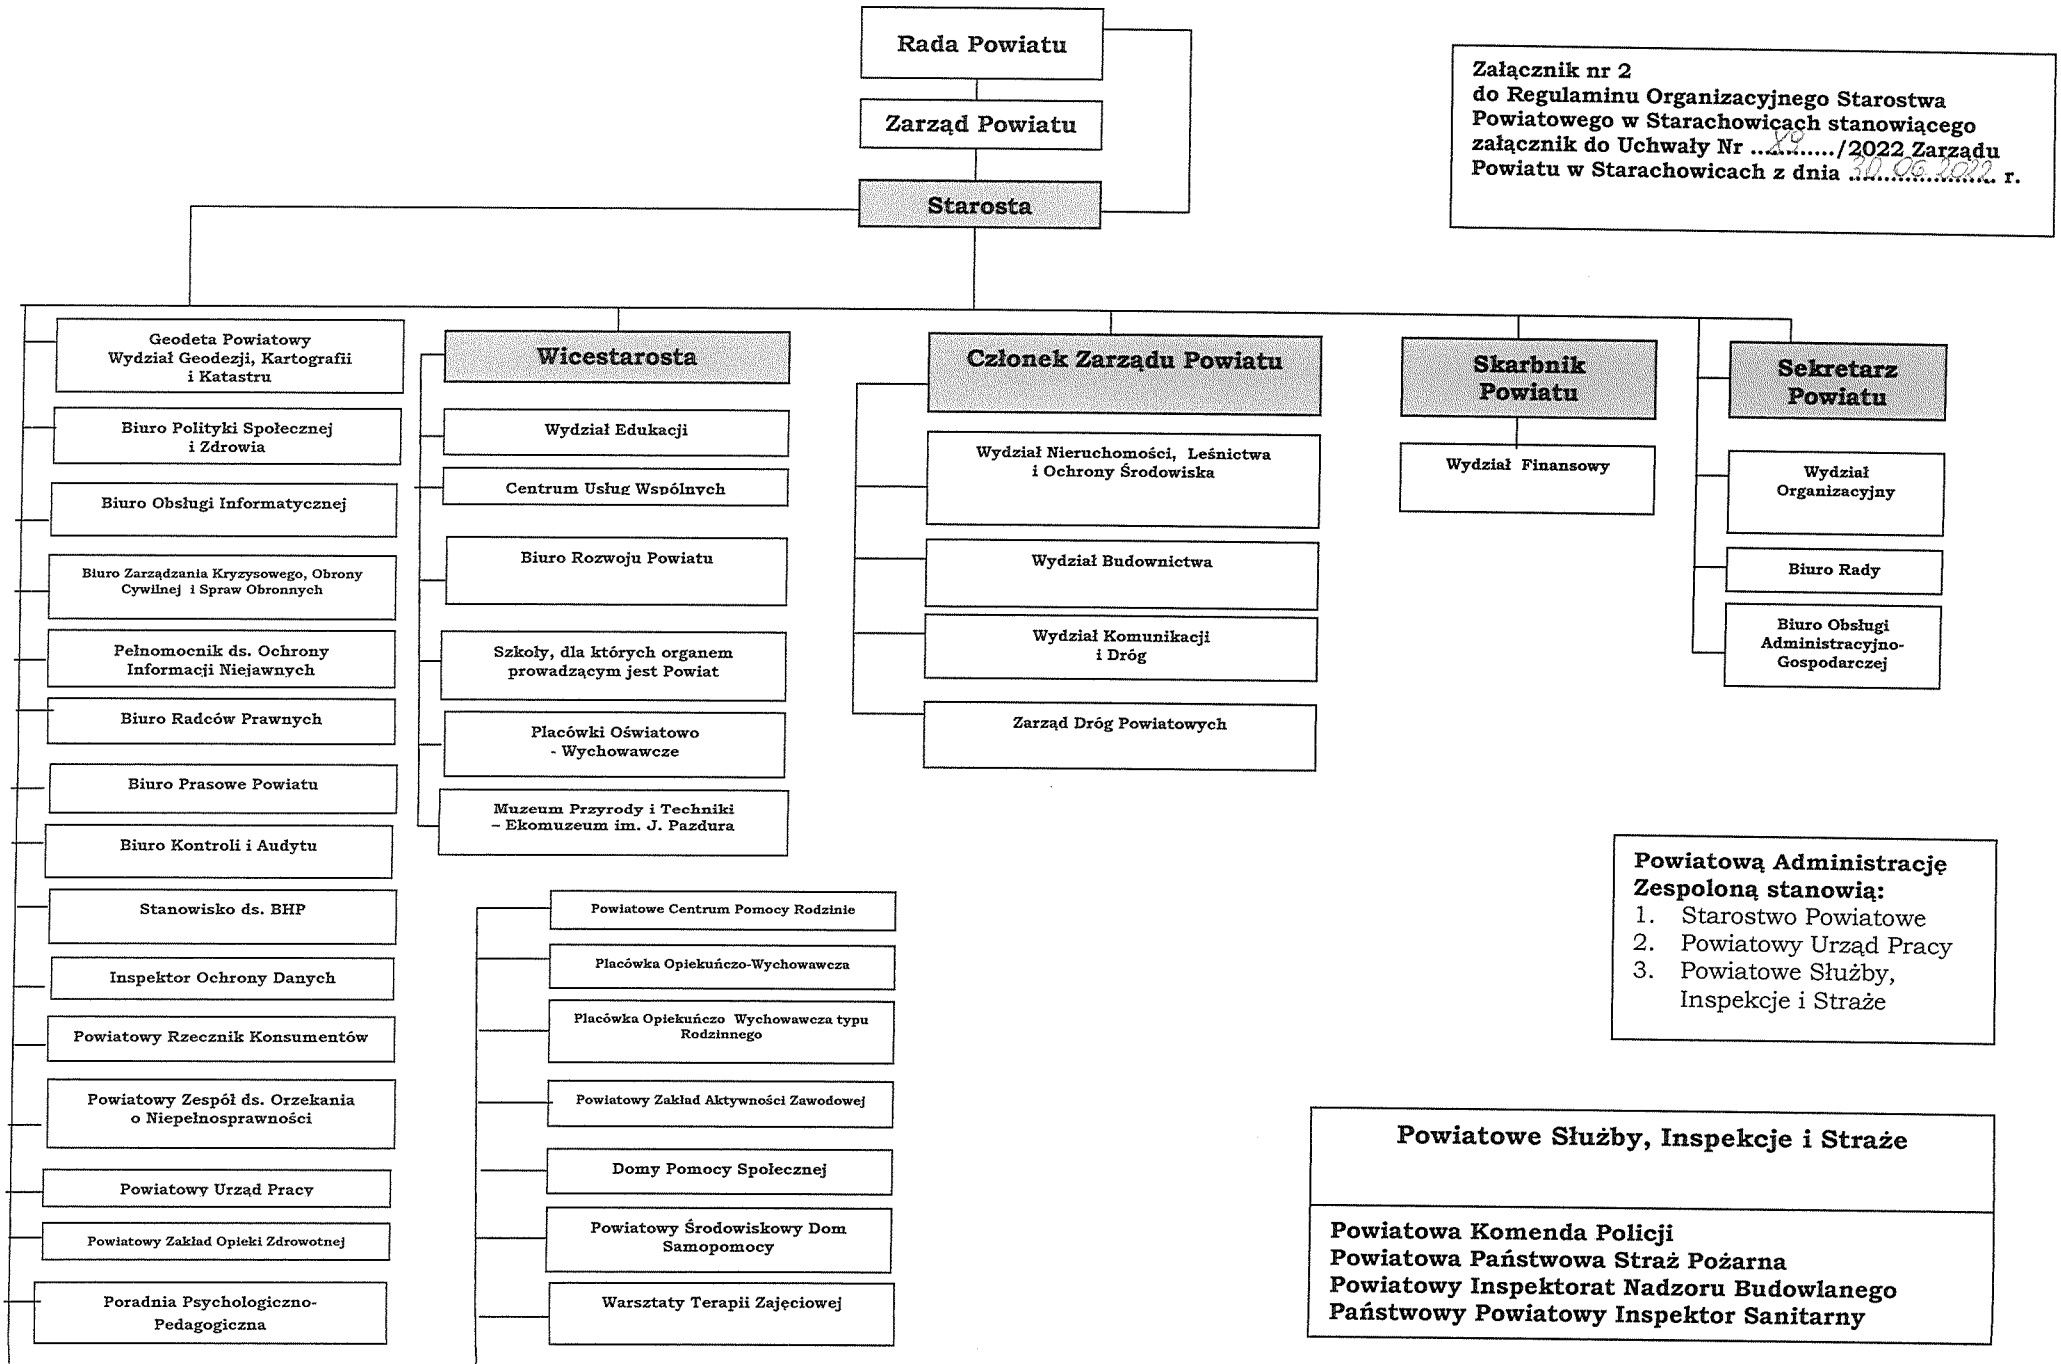 Rada Powiatu
Zarząd Powiatu
Starosta
Załącznik nr 2
do Regulaminu Organizacyjnego Starostwa
Powiatowego w Starachowicach stanowiącego
załącznik do Uchwały Nr ............/2022 Zarządu
Powiatu w Starachowicach z dnia 30.06.2022 r.
Geodeta Powiatowy
Wydział Geodezji, Kartografii
i Katastru
Biuro Polityki Społecznej
i Zdrowia
Biuro Obsługi Informatycznej
Biuro Zarządzania Kryzysowego, Obrony
Cywilnej i Spraw Obronnych
Pełnomocnik ds. Ochrony
Informacji Niejawnych
Biuro Radców Prawnych
Biuro Prasowe Powiatu
Biuro Kontroli i Audytu
Stanowisko ds. BHP
Inspektor Ochrony Danych
Powiatowy Rzecznik Konsumentów
Powiatowy Zespół ds. Orzekania
o Niepełnosprawności
Powiatowy Urząd Pracy
Powiatowy Zakład Opieki Zdrowotnej
Poradnia Psychologiczno-
Pedagogiczna
Wicestarosta
Wydział Edukacji
Centrum Usług Wspólnych
Biuro Rozwoju Powiatu
Szkoły, dla których organem
prowadzącym jest Powiat
Placówki Oświatowo
- Wychowawcze
Muzeum Przyrody i Techniki
– Ekomuzeum im. J. Pazdura
Powiatowe Centrum Pomocy Rodzinie
Placówka Opiekuńczo-Wychowawcza
Placówka Opiekuńczo Wychowawcza typu
Rodzinnego
Powiatowy Zakład Aktywności Zawodowej
Domy Pomocy Społecznej
Powiatowy Środowiskowy Dom
Samopomocy
Warsztaty Terapii Zajęciowej
Członek Zarządu Powiatu
Wydział Nieruchomości, Leśnictwa
i Ochrony Środowiska
Wydział Budownictwa
Wydział Komunikacji
i Dróg
Zarząd Dróg Powiatowych
Skarbnik
Powiatu
Wydział Finansowy
Sekretarz
Powiatu
Wydział
Organizacyjny
Biuro Rady
Biuro Obsługi
Administracyjno-
Gospodarczej
Powiatową Administrację
Zespoloną stanowią:
1. Starostwo Powiatowe
2. Powiatowy Urząd Pracy
3. Powiatowe Służby,
Inspekcje i Straże
Powiatowe Służby, Inspekcje i Straże
Powiatowa Komenda Policji
Powiatowa Państwowa Straż Pożarna
Powiatowy Inspektorat Nadzoru Budowlanego
Państwowy Powiatowy Inspektor Sanitarny